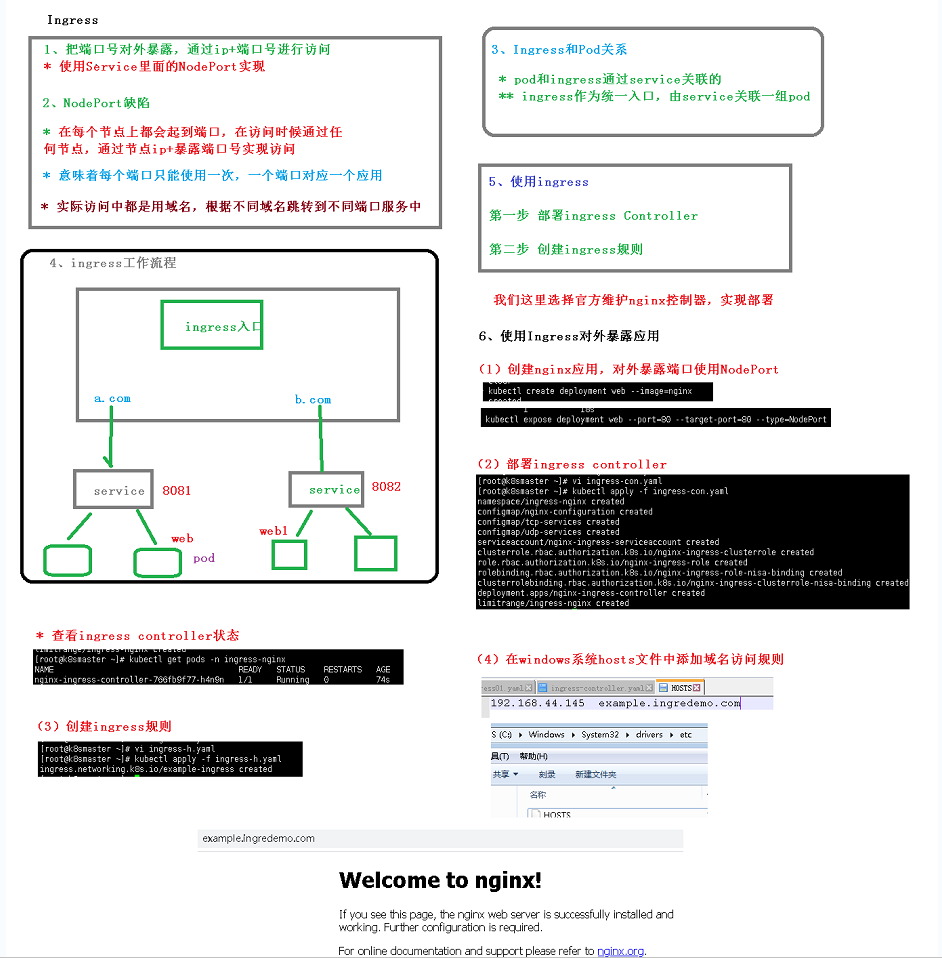 Ingress
1、把端口号对外暴露，通过ip+端口号进行访问
* 使用Service里面的NodePort实现
2、NodePort缺陷
* 在每个节点上都会起到端口，在访问时候通过任
何节点，通过节点ip+暴露端口号实现访问
* 意味着每个端口只能使用一次，一个端口对应一个应用
* 实际访问中都是用域名，根据不同域名跳转到不同端口服务中
3、Ingress和Pod关系
* pod和ingress通过service关联的
** ingress作为统一入口，由service关联一组pod
4、ingress工作流程
ingress入口
a.com
b.com
service
8081
service
8082
web
pod
web1
5、使用ingress
第一步 部署ingress Controller
第二步 创建ingress规则
我们这里选择官方维护nginx控制器，实现部署
6、使用Ingress对外暴露应用
（1）创建nginx应用，对外暴露端口使用NodePort
kubectl create deployment web --image=nginx
kubectl expose deployment web --port=80 --target-port=80 --type=NodePort
（2）部署ingress controller
[root@k8smaster ~]# vi ingress-con.yaml
[root@k8smaster ~]# kubectl apply -f ingress-con.yaml
namespace/ingress-nginx created
configmap/nginx-configuration created
configmap/tcp-services created
configmap/udp-services created
serviceaccount/nginx-ingress-serviceaccount created
clusterrole.rbac.authorization.k8s.io/nginx-ingress-clusterrole created
role.rbac.authorization.k8s.io/nginx-ingress-role created
rolebinding.rbac.authorization.k8s.io/nginx-ingress-role-nisa-binding created
clusterrolebinding.rbac.authorization.k8s.io/nginx-ingress-clusterrole-nisa-binding created
deployment.apps/nginx-ingress-controller created
limitrange/ingress-nginx created
* 查看ingress controller状态
limitrange/ingress-nginx created
[root@k8smaster ~]# kubectl get pods -n ingress-nginx
NAME READY STATUS RESTARTS AGE
nginx-ingress-controller-766fb9f77-h4n9n 1/1 Running 0 74s
（3）创建ingress规则
[root@k8smaster ~]# vi ingress-h.yaml
[root@k8smaster ~]# kubectl apply -f ingress-h.yaml
ingress.networking.k8s.io/example-ingress created
（4）在windows系统hosts文件中添加域名访问规则
ress01.yaml ingress-controller.yaml HOSTS
192.168.44.145 example.ingredemo.com
S (C:) Windows System32 drivers etc
具(T) 帮助(H)
共享 刻录 新建文件夹
名称
HOSTS
example.ingredemo.com
Welcome to nginx!
If you see this page, the nginx web server is successfully installed and
working. Further configuration is required.
For online documentation and support please refer to nginx.org.